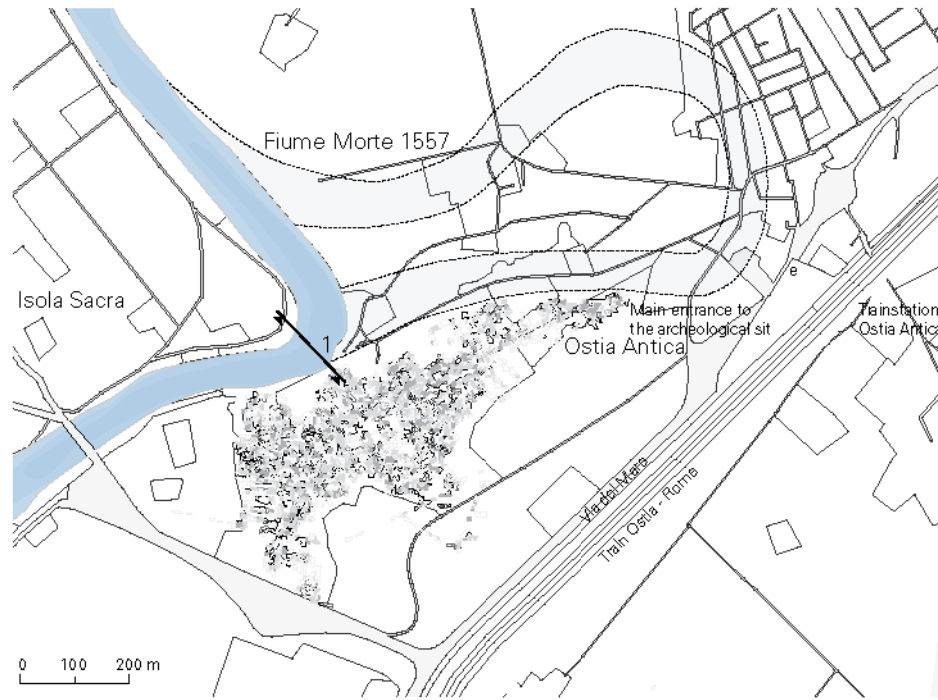 Fiume Morte 1557
Isola Sacra
1
e
Main entrance to
the archeological sit
Ostia Antica
Tainstation
Ostia Antica
Via del Mare
Train Ostia - Rome
0 100 200 m